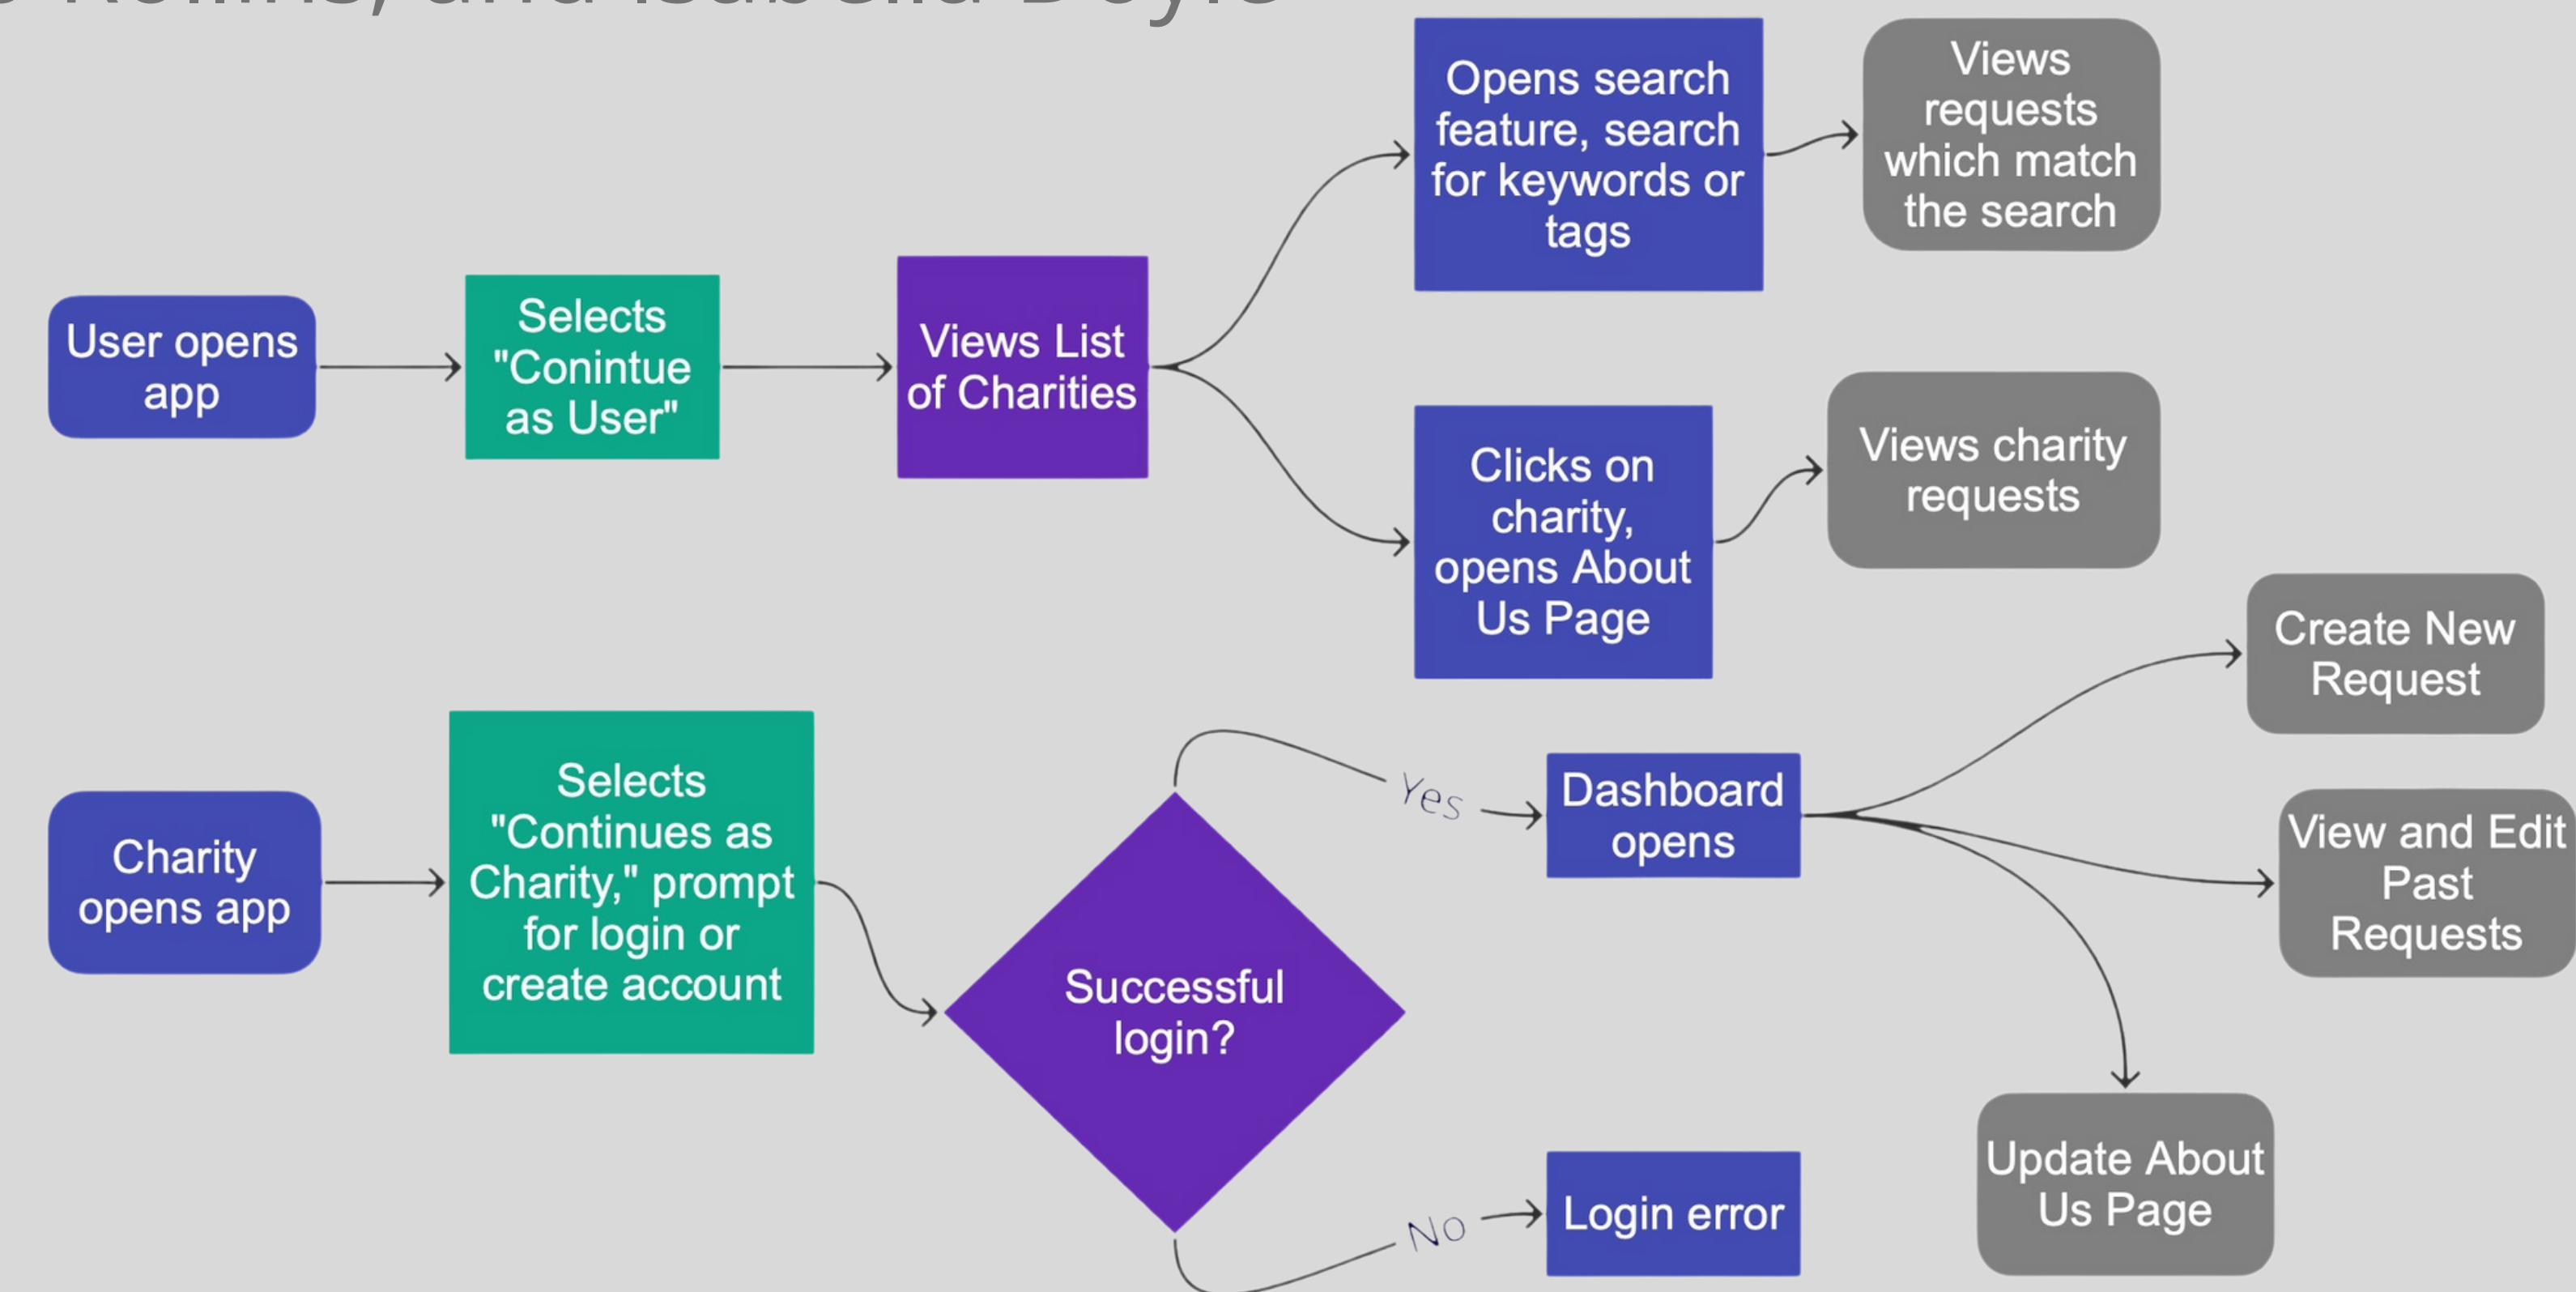 and Isabella Doyle
Opens search
feature, search
for keywords or
tags
Views
requests
which match
the search
User opens
app
Selects
"Conintue
as User"
Views List
of Charities
Clicks on
charity,
opens About
Us Page
Views charity
requests
Create New
Request
Charity
opens app
Selects
"Continues as
Charity," prompt
for login or
create account
Successful
login?
Yes
Dashboard
opens
View and Edit
Past
Requests
No
Login error
Update About
Us Page